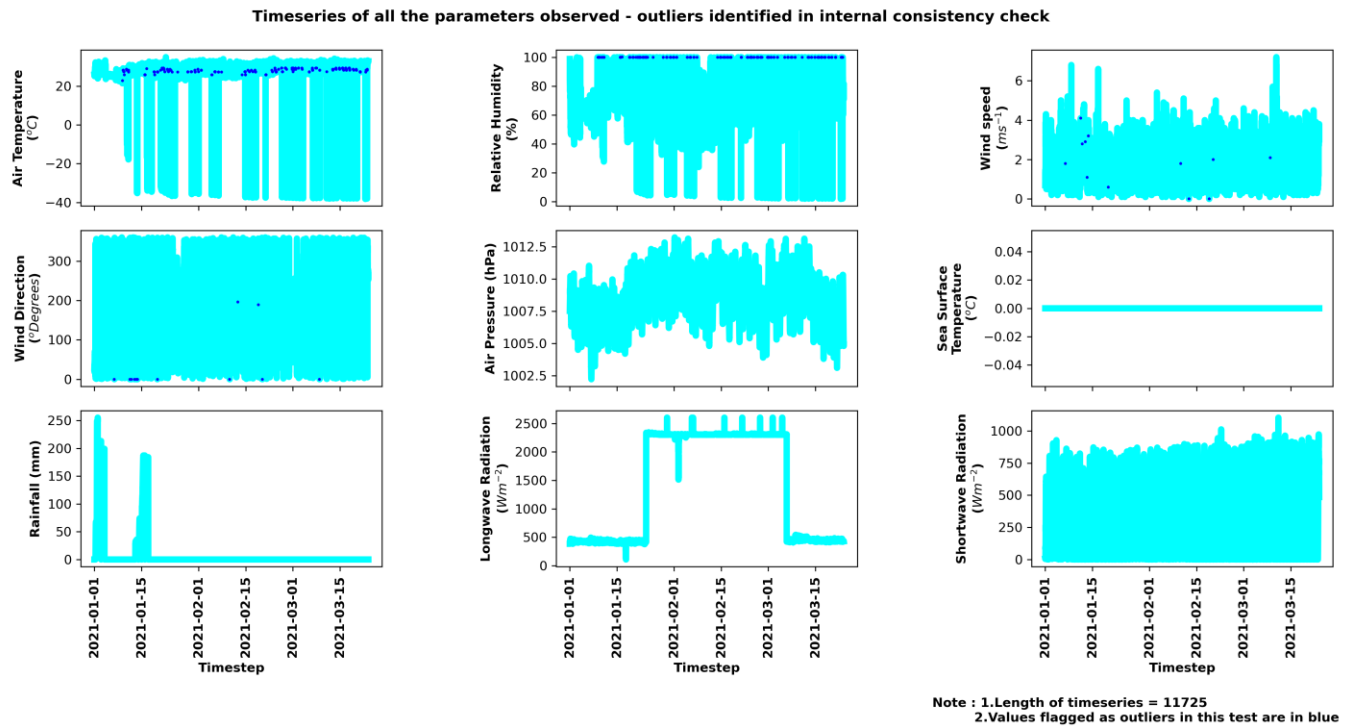 Timeseries of all the parameters observed - outliers identified in internal consistency check
Air Temperature
(°C)
20
0
−20
−40
Relative Humidity
(%)
100
80
60
40
20
0
Wind speed
(ms⁻¹)
6
4
2
0
Wind Direction
(°Degrees)
300
200
100
0
Air Pressure (hPa)
1012.5
1010.0
1007.5
1005.0
1002.5
Sea Surface
Temperature
(°C)
0.04
0.02
0.00
−0.02
−0.04
Rainfall (mm)
250
200
150
100
50
0
2021-01-01
2021-01-15
2021-02-01
2021-02-15
2021-03-01
2021-03-15
Timestep
Longwave Radiation
(Wm⁻²)
2500
2000
1500
1000
500
0
2021-01-01
2021-01-15
2021-02-01
2021-02-15
2021-03-01
2021-03-15
Timestep
Shortwave Radiation
(Wm⁻²)
1000
750
500
250
0
2021-01-01
2021-01-15
2021-02-01
2021-02-15
2021-03-01
2021-03-15
Timestep
Note : 1.Length of timeseries = 11725
2.Values flagged as outliers in this test are in blue